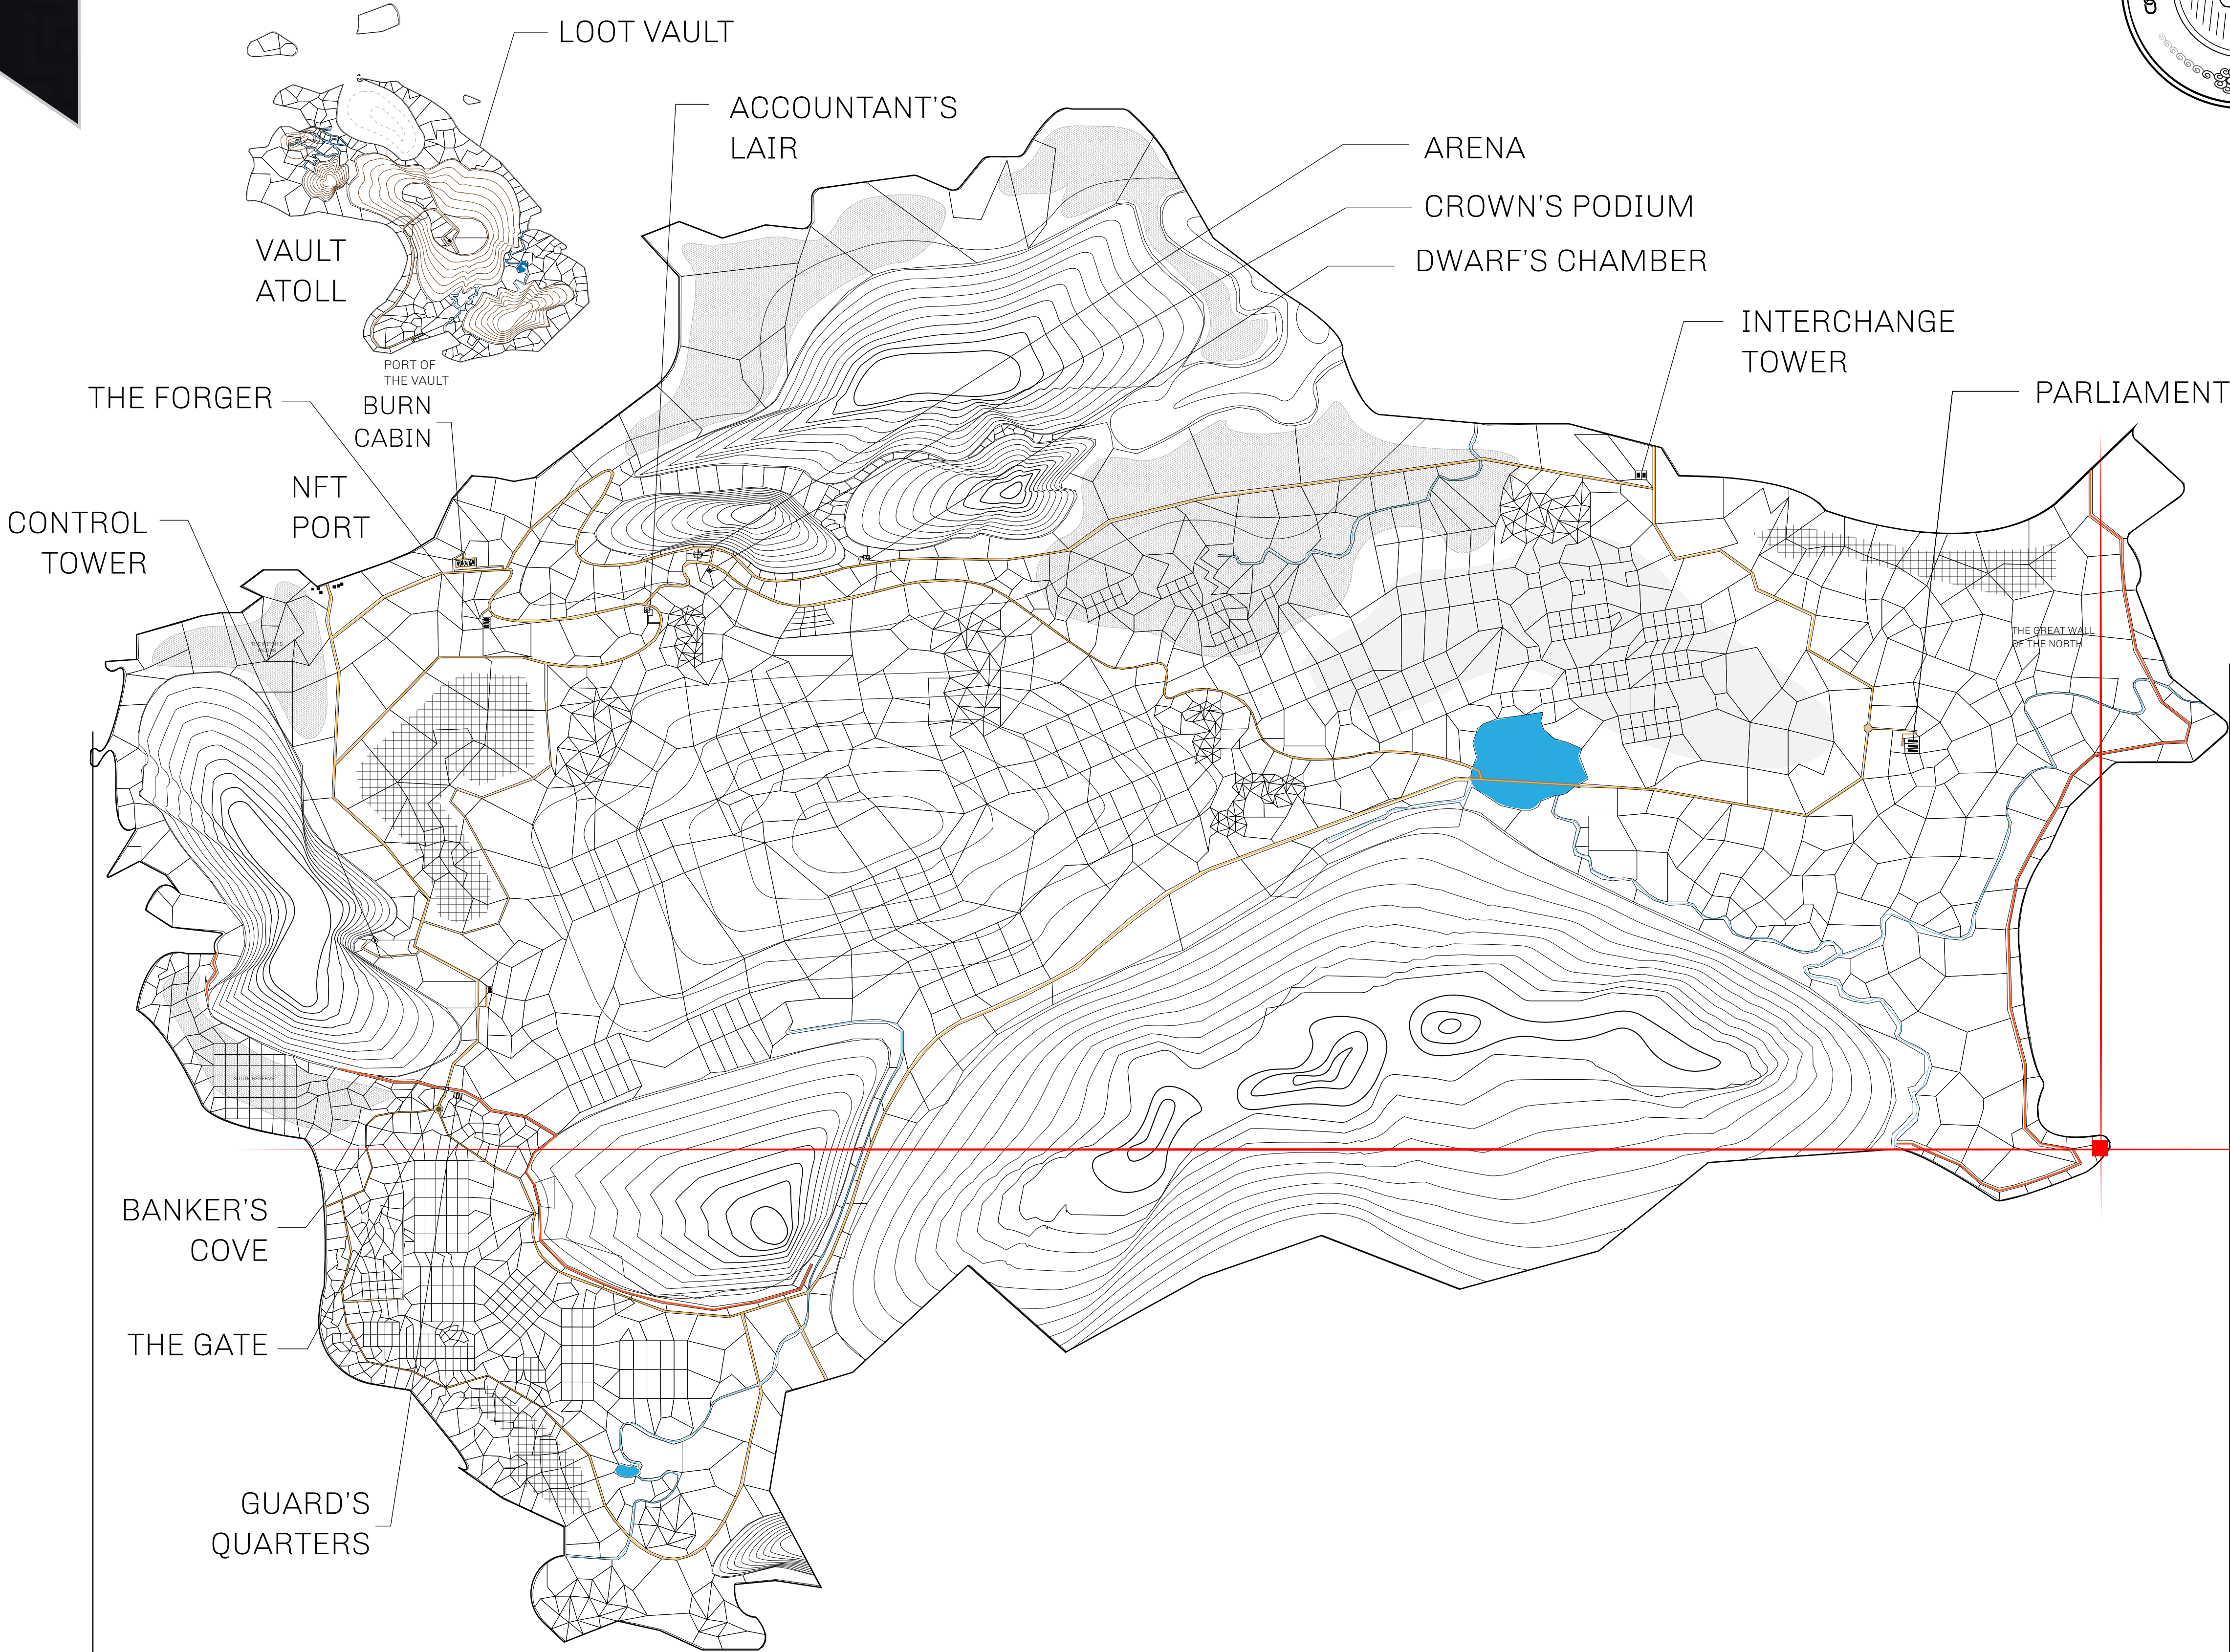 LOOT VAULT
ACCOUNTANT'S
LAIR
ARENA
CROWN'S PODIUM
DWARF'S CHAMBER
VAULT
ATOLL
INTERCHANGE
TOWER
PORT OF
THE VAULT
THE FORGER
BURN
CABIN
PARLIAMENT
NFT
PORT
CONTROL
TOWER
THE GREAT WALL
OF THE NORTH
SOUTH RESERVE
BANKER'S
COVE
THE GATE
GUARD'S
QUARTERS